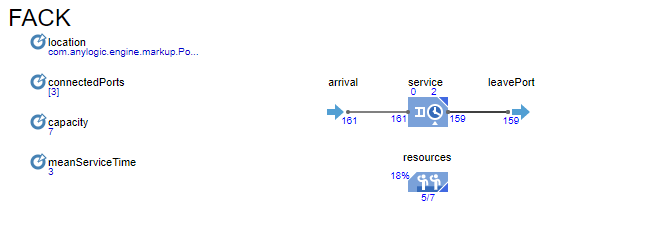 FACK
location
com.anylogic.engine.markup.Po...
connectedPorts
[3]
capacity
7
meanServiceTime
3
arrival service leavePort
0 2
161 161 159 159
resources
18%
5/7